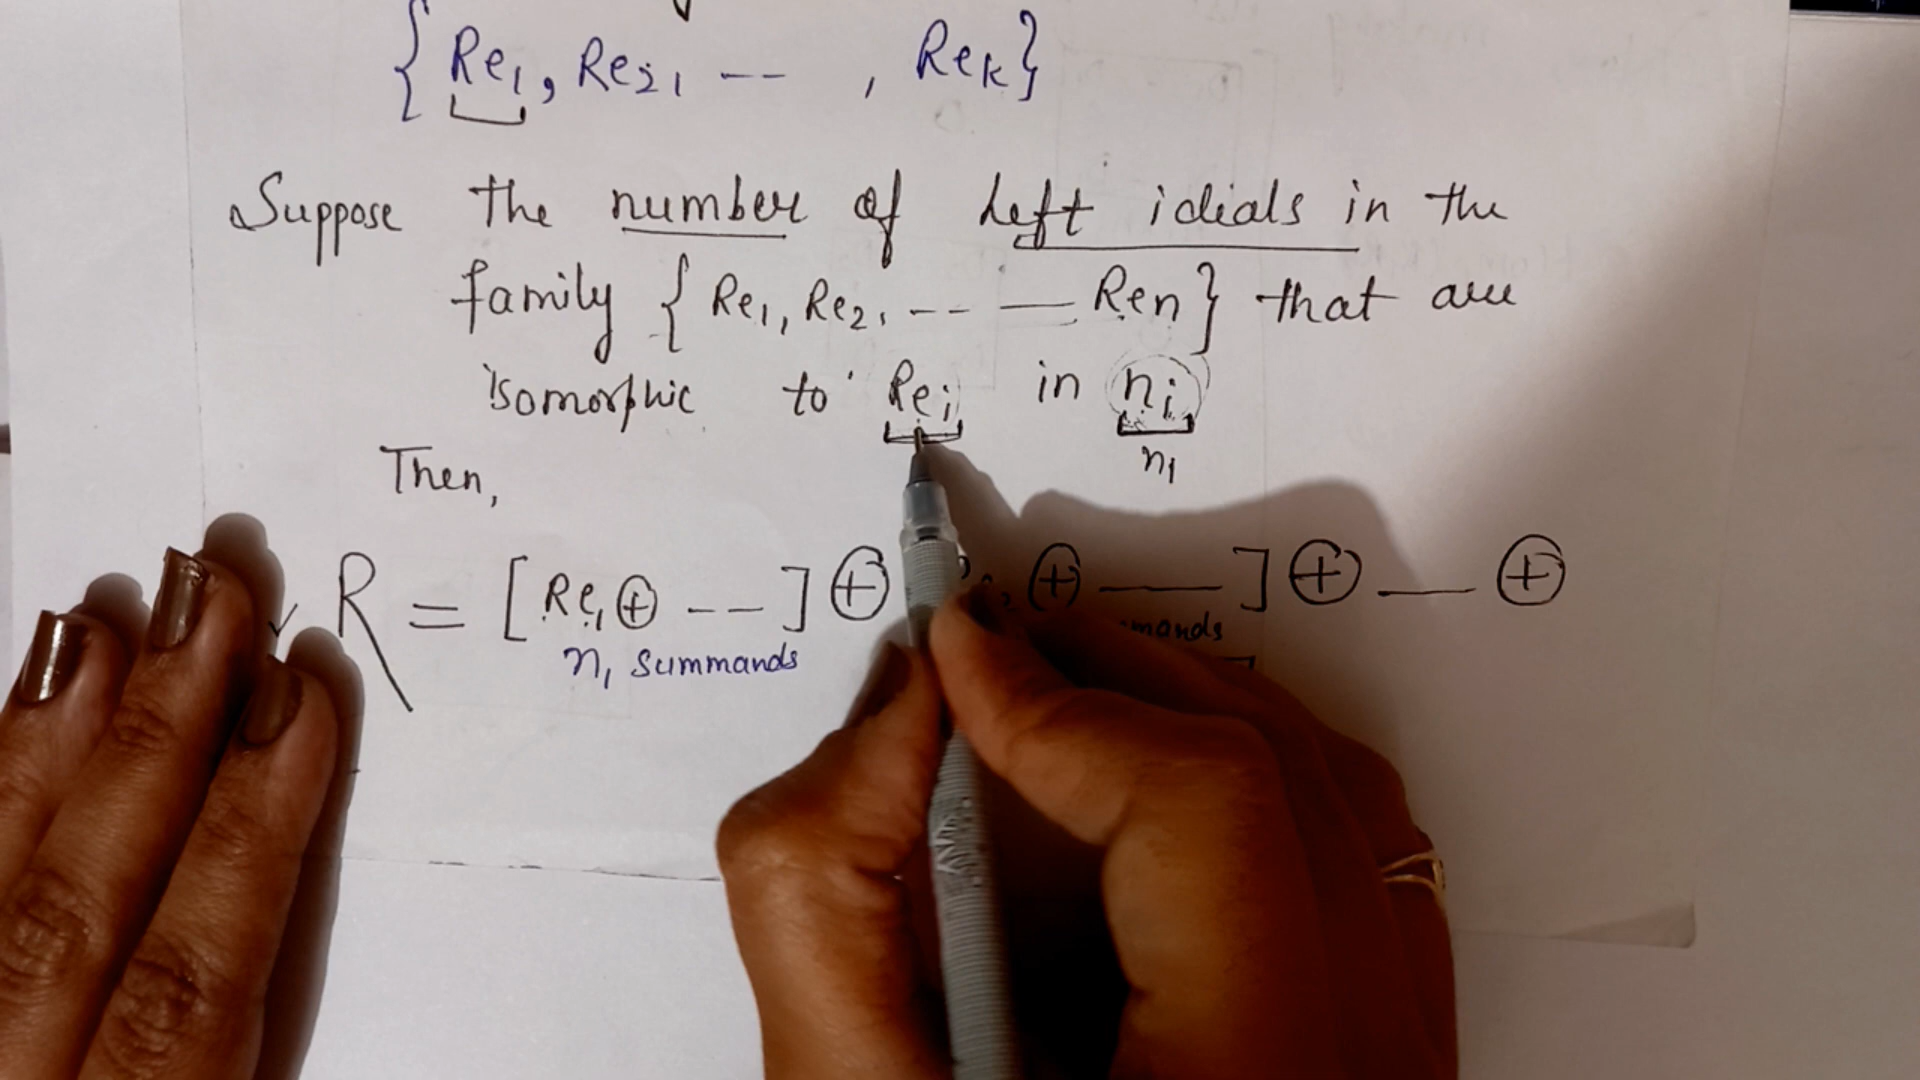 { Re1, Re2, -- , Rek}
Suppose the number of left idials in the
family { Re1, Re2, -- — Ren} that are
isomorphic to Rei in ni
n1
Then,
R = [Re1 ⊕ -- ] ⊕ ⊕ — ] ⊕ — ⊕
n1 summands